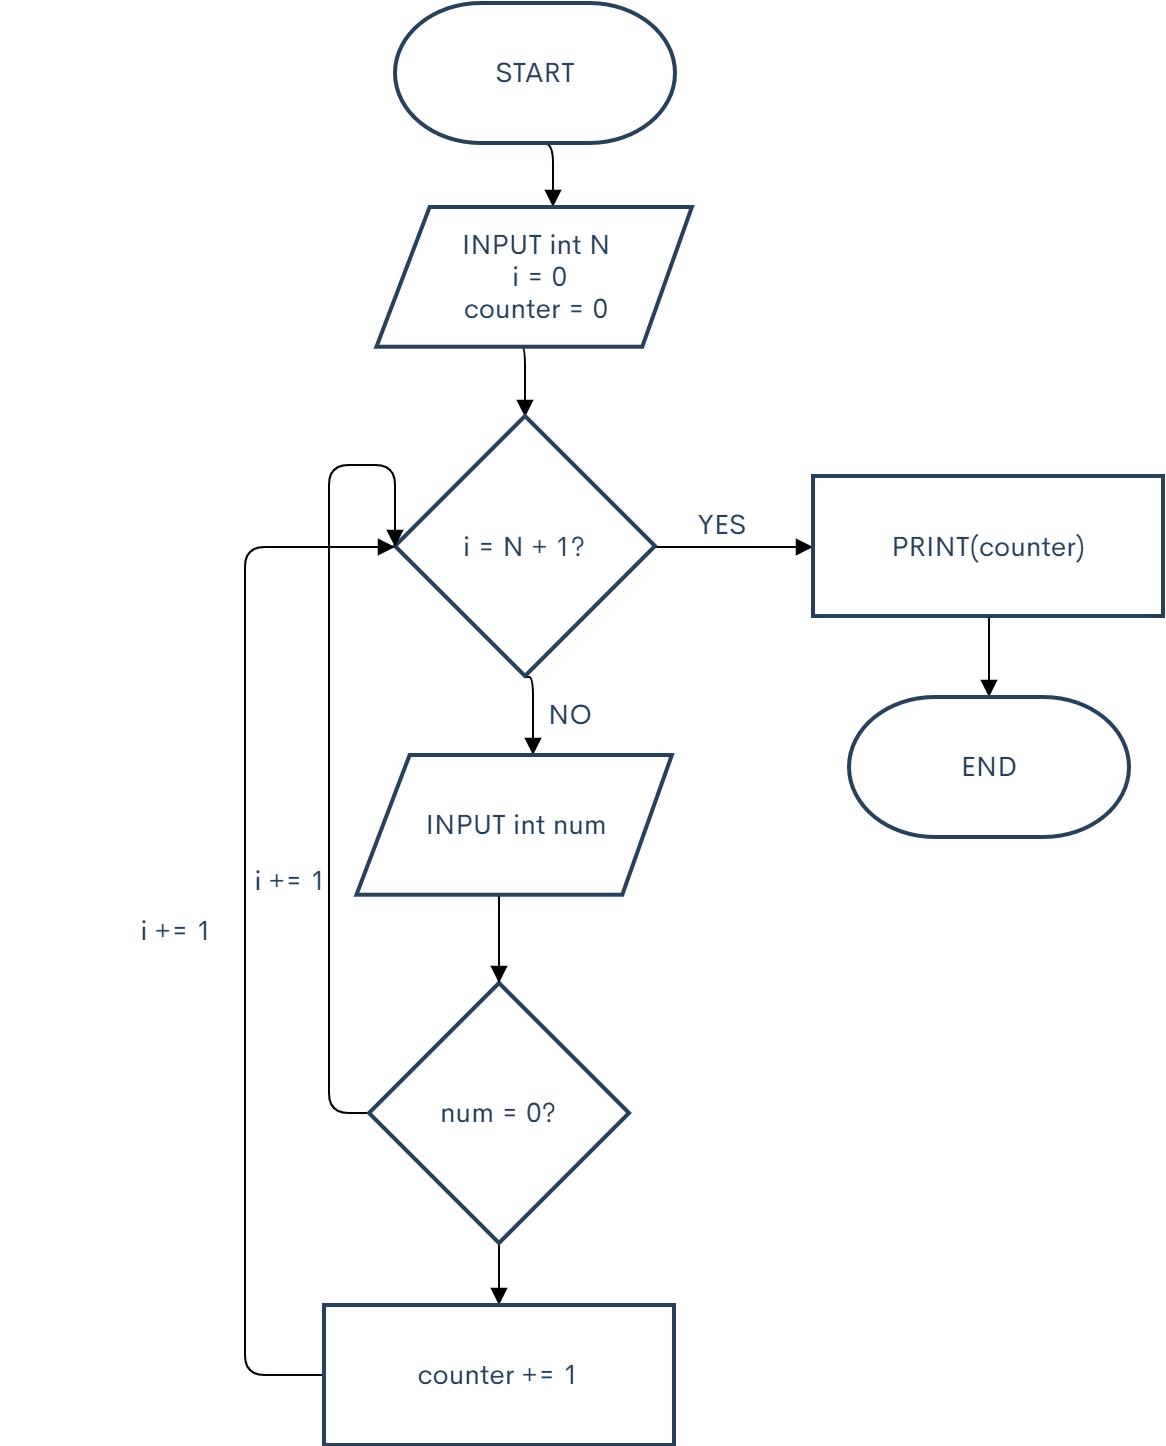 START
INPUT int N
i = 0
counter = 0
i = N + 1?
YES
PRINT(counter)
NO
END
INPUT int num
i += 1
i += 1
num = 0?
counter += 1